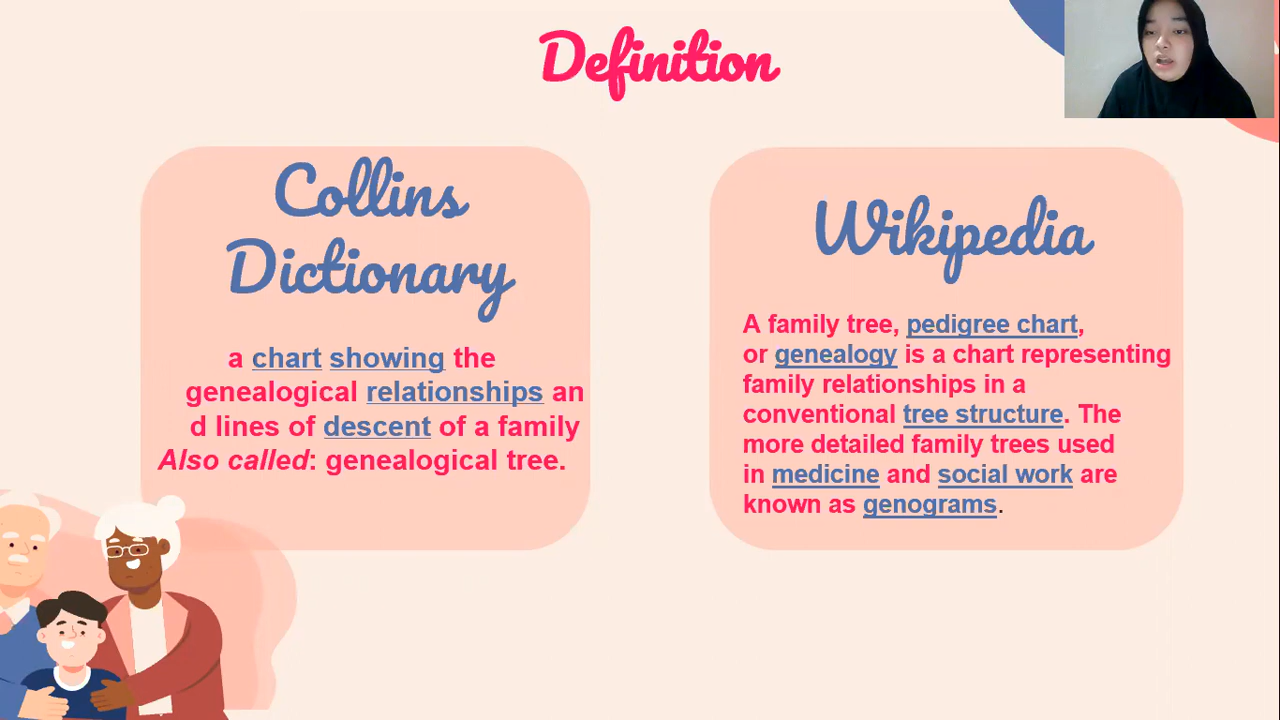 Definition
Collins
Dictionary
a chart showing the
genealogical relationships an
d lines of descent of a family
Also called: genealogical tree.
Wikipedia
A family tree, pedigree chart,
or genealogy is a chart representing
family relationships in a
conventional tree structure. The
more detailed family trees used
in medicine and social work are
known as genograms.